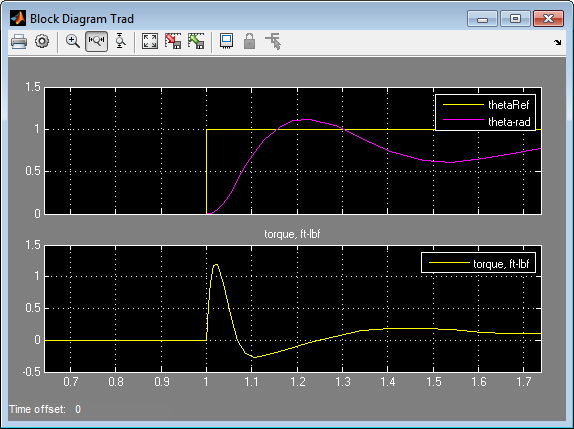 Block Diagram Trad
1.5
1
0.5
0
thetaRef
theta-rad
torque, ft-lbf
1.5
1
0.5
0
-0.5
torque, ft-lbf
0.7 0.8 0.9 1 1.1 1.2 1.3 1.4 1.5 1.6 1.7
Time offset: 0